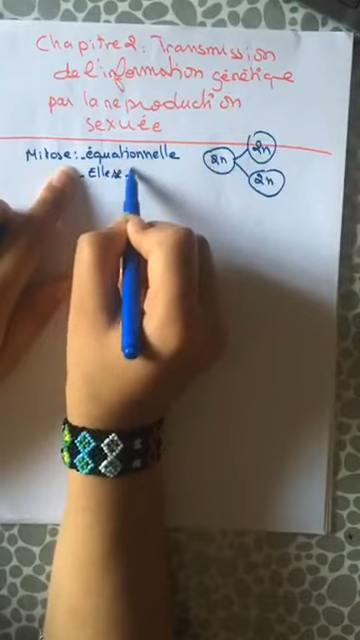 Chapitre 2: Transmission
de l'information génétique
par la reproduction
sexuée
Mitose: - équationnelle
- Elle se
2n
2n
2n